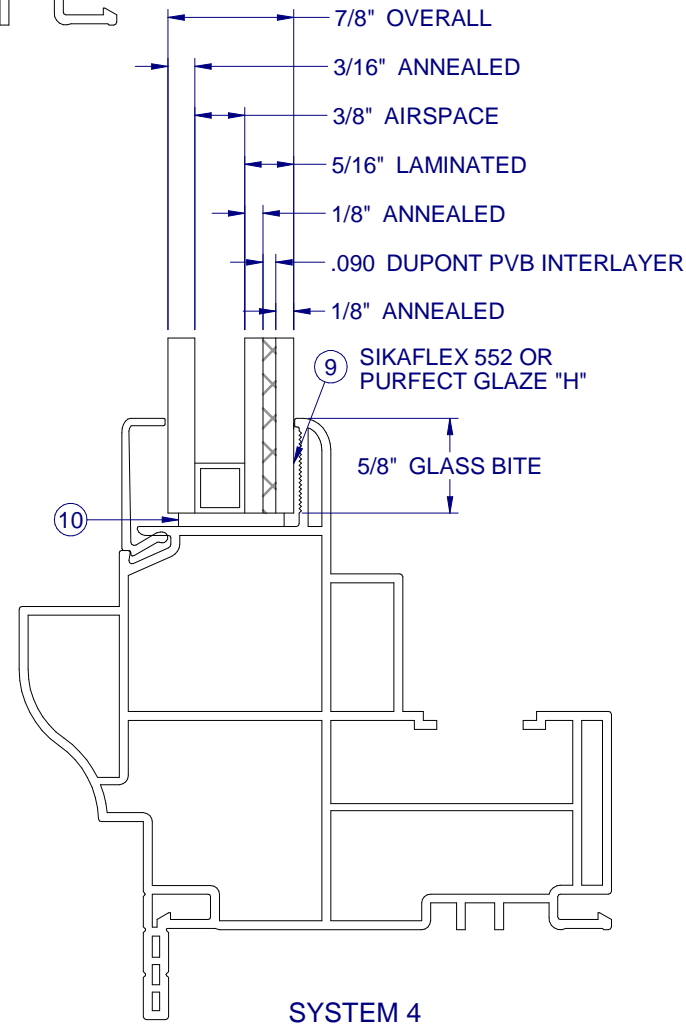 7/8" OVERALL
3/16" ANNEALED
3/8" AIRSPACE
5/16" LAMINATED
1/8" ANNEALED
.090 DUPONT PVB INTERLAYER
1/8" ANNEALED
9 SIKAFLEX 552 OR
PURFECT GLAZE "H"
5/8" GLASS BITE
10
SYSTEM 4